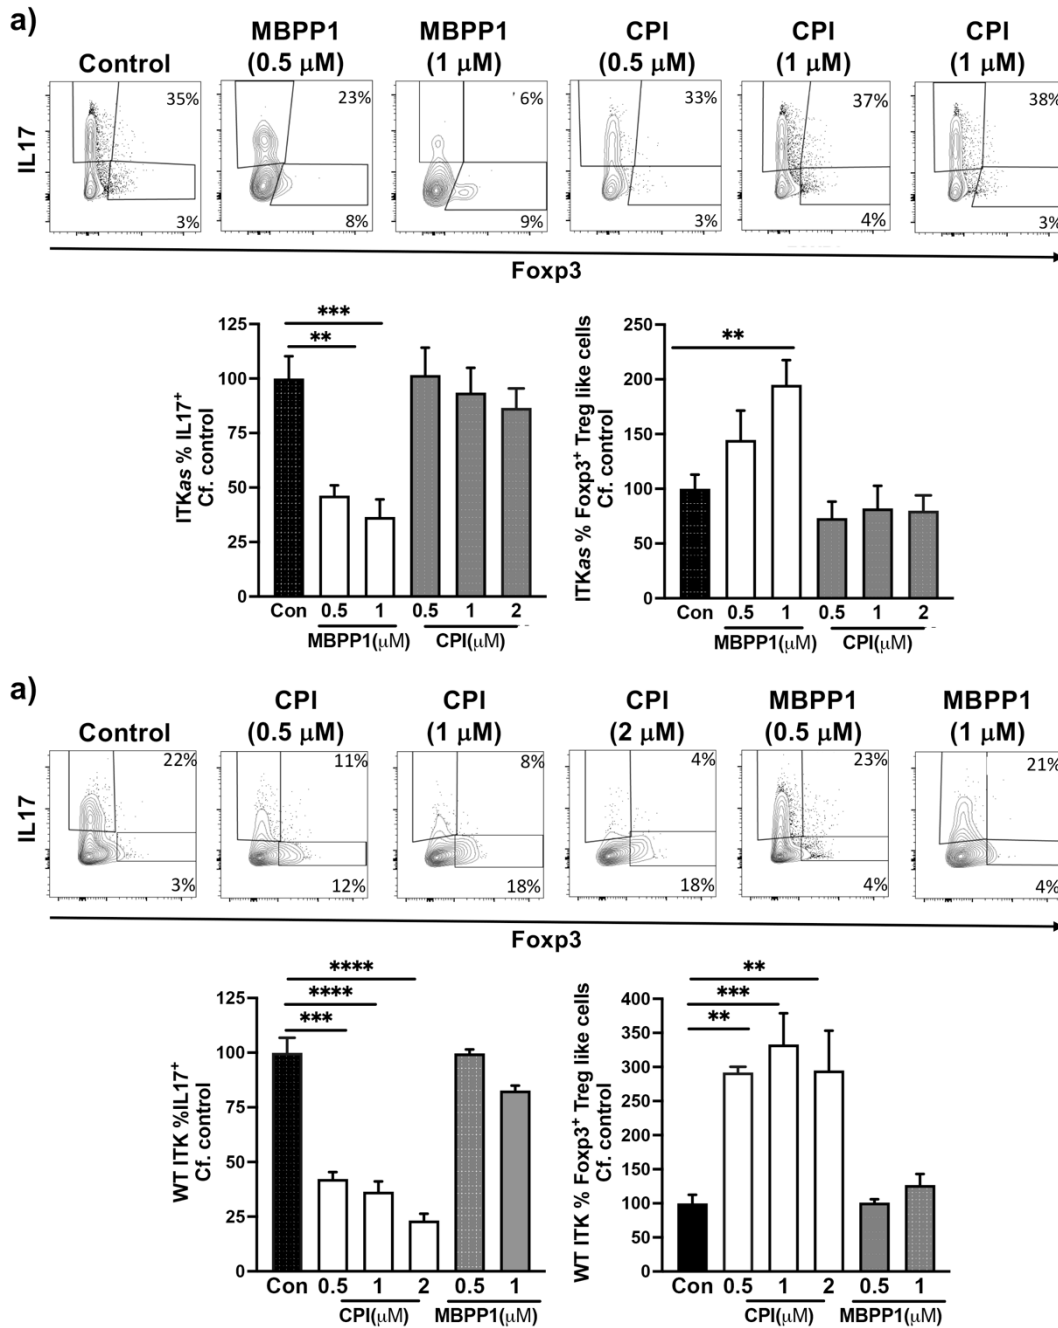 a)
Control
MBPP1
(0.5 μM)
MBPP1
(1 μM)
CPI
(0.5 μM)
CPI
(1 μM)
CPI
(1 μM)
IL17
35%
3%
23%
8%
' 6%
9%
33%
3%
37%
4%
38%
3%
Foxp3
ITKas % IL17+
Cf. control
125
100
75
50
25
0
***
**
Con
0.5
1
0.5
1
2
MBPP1(μM)
CPI(μM)
ITKas % Foxp3+ Treg like cells
Cf. control
250
200
150
100
50
0
**
Con
0.5
1
0.5
1
2
MBPP1(μM)
CPI(μM)
a)
Control
CPI
(0.5 μM)
CPI
(1 μM)
CPI
(2 μM)
MBPP1
(0.5 μM)
MBPP1
(1 μM)
IL17
22%
3%
11%
12%
8%
18%
4%
18%
23%
4%
21%
4%
Foxp3
WT ITK %IL17+
Cf. control
125
100
75
50
25
0
****
****
***
Con
0.5
1
2
0.5
1
CPI(μM)
MBPP1(μM)
WT ITK % Foxp3+ Treg like cells
Cf. control
400
350
300
250
200
150
100
50
0
**
***
**
Con
0.5
1
2
0.5
1
CPI(μM)
MBPP1(μM)